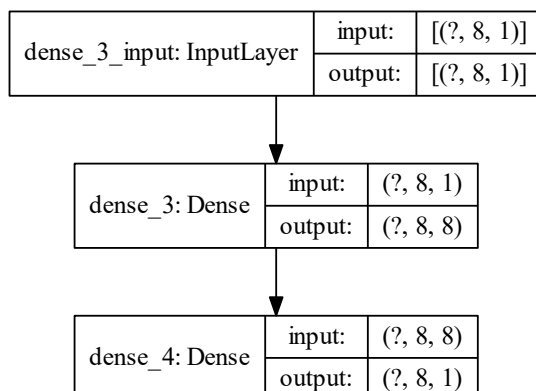 dense_3_input: InputLayer
input:
[(?, 8, 1)]
output:
[(?, 8, 1)]
dense_3: Dense
input:
(?, 8, 1)
output:
(?, 8, 8)
dense_4: Dense
input:
(?, 8, 8)
output:
(?, 8, 1)